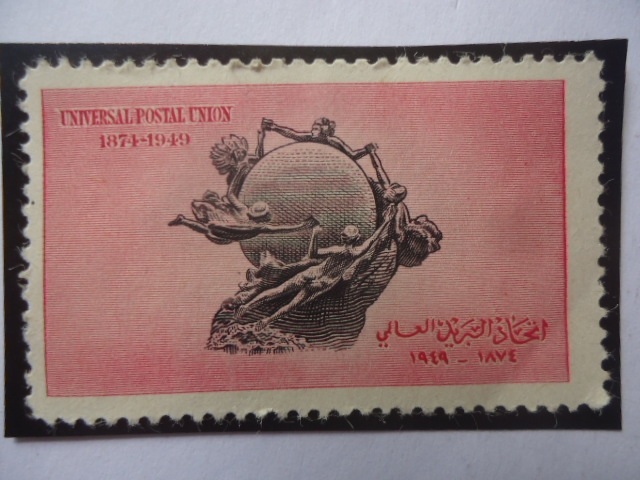 UNIVERSAL POSTAL UNION
1874-1949
اتحاد البريد العالمي
١٨٧٤ - ١٩٤٩